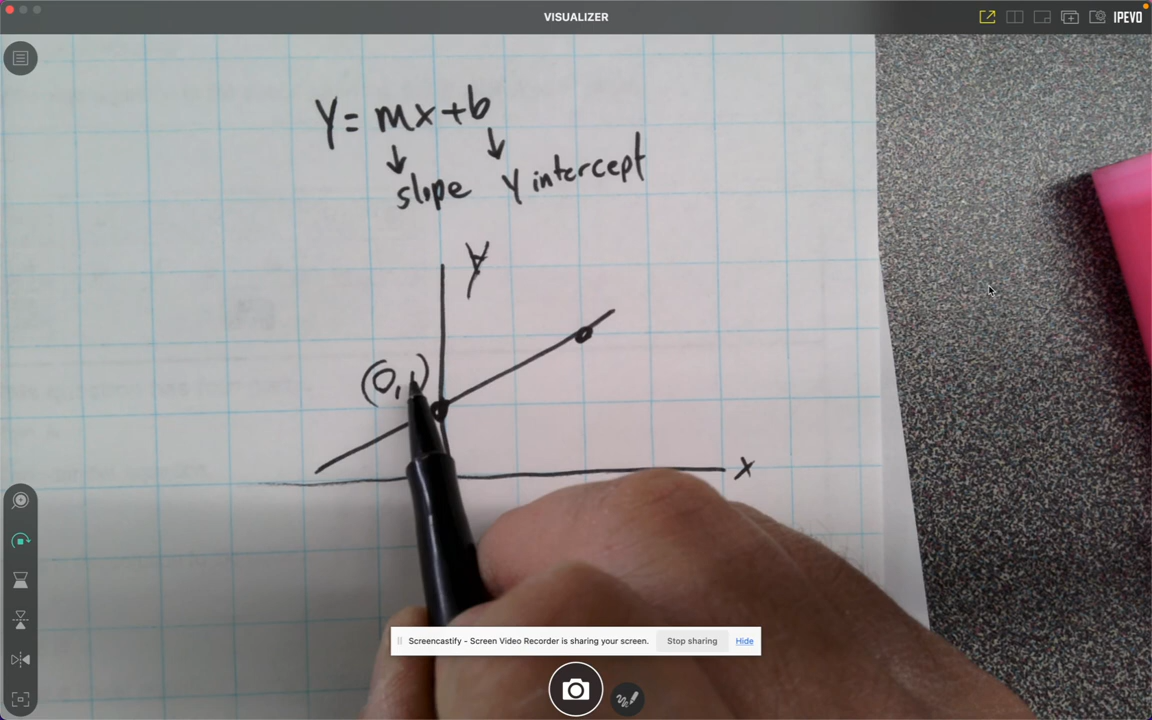 VISUALIZER
IPEVO
Y = mx + b
↓ ↓
slope Y intercept
y
(0,1)
x
Screencastify - Screen Video Recorder is sharing your screen. Stop sharing Hide